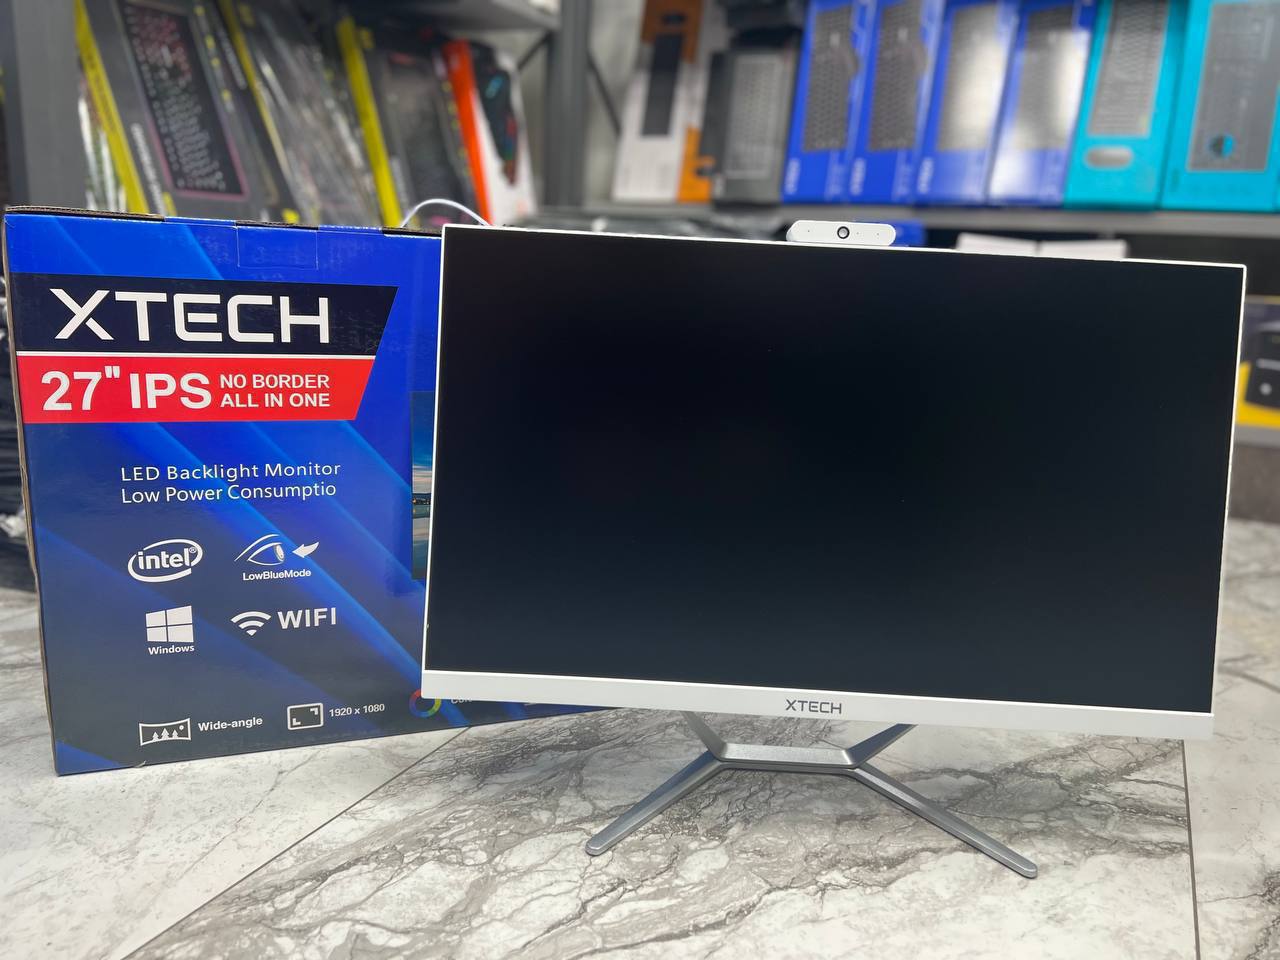 XTECH
27" IPS NO BORDER
ALL IN ONE
LED Backlight Monitor
Low Power Consumptio
intel
LowBlueMode
Windows
WIFI
Wide-angle
1920 x 1080
XTECH